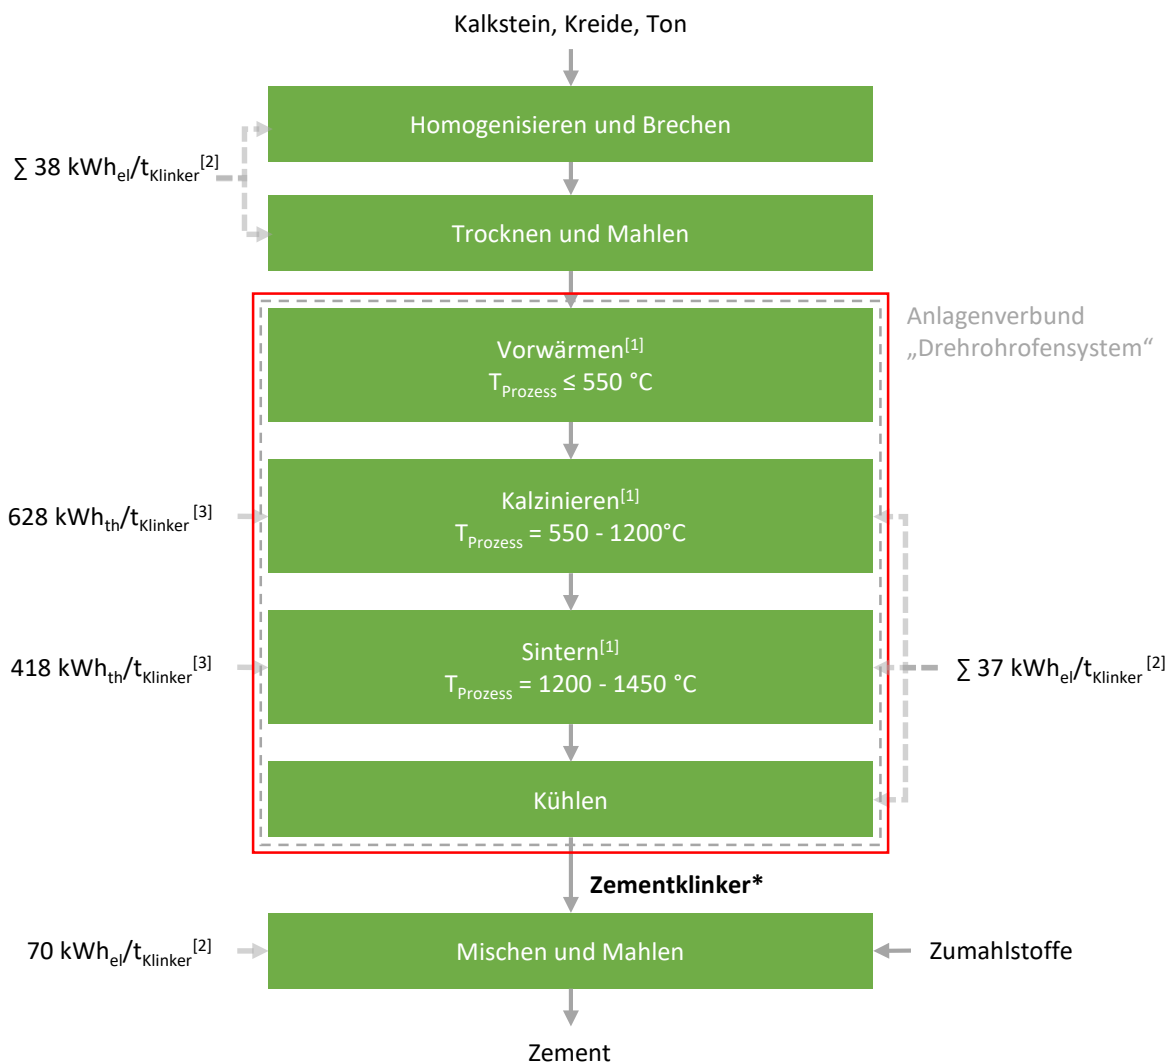 Kalkstein, Kreide, Ton
Homogenisieren und Brechen
∑ 38 kWhel/tKlinker[2]
Trocknen und Mahlen
Anlagenverbund
„Drehrohrofensystem“
Vorwärmen[1]
TProzess ≤ 550 °C
Kalzinieren[1]
TProzess = 550 - 1200°C
628 kWhth/tKlinker[3]
Sintern[1]
TProzess = 1200 - 1450 °C
418 kWhth/tKlinker[3]
∑ 37 kWhel/tKlinker[2]
Kühlen
Zementklinker*
70 kWhel/tKlinker[2]
Mischen und Mahlen
Zumahlstoffe
Zement